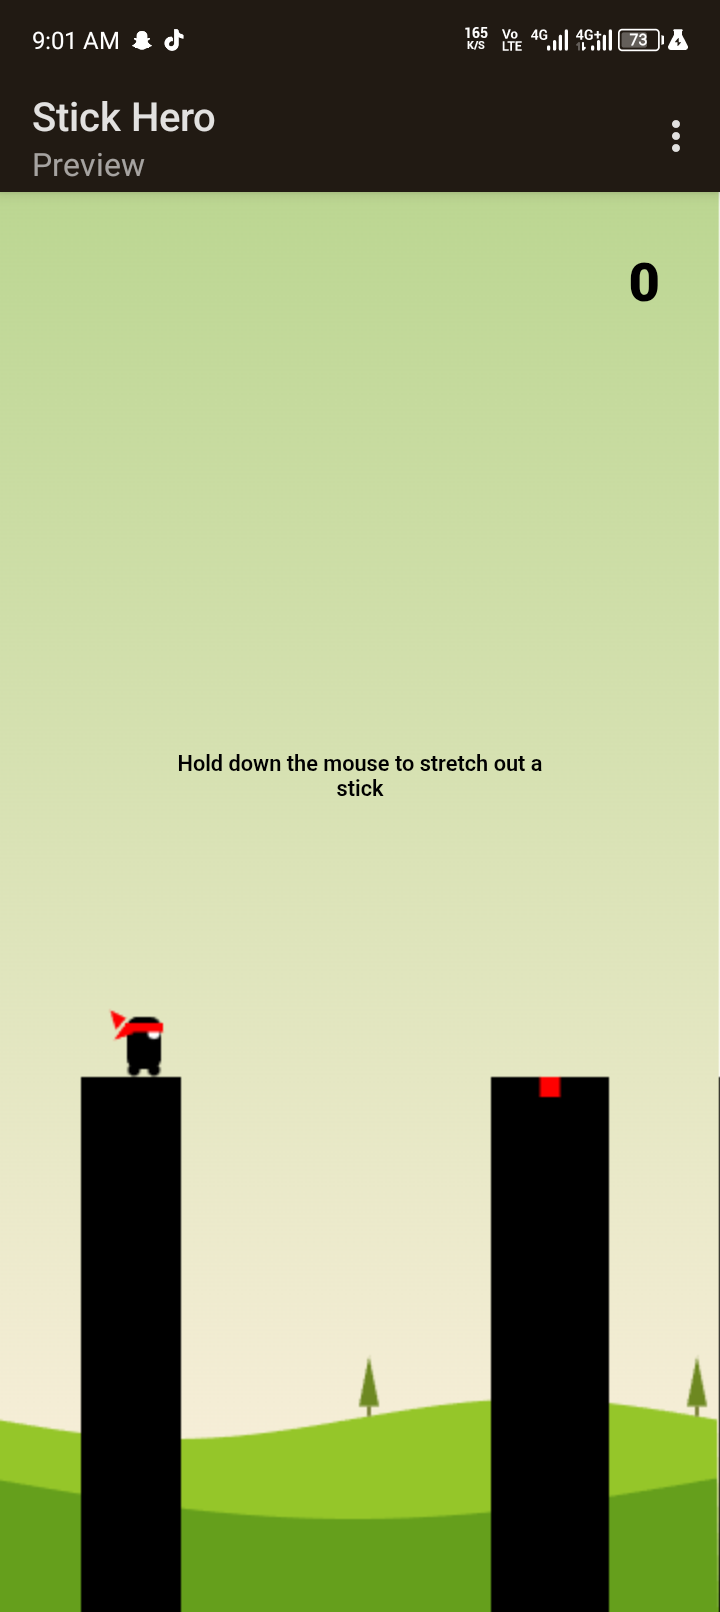 9:01 AM
165
K/S
Vo
LTE
4G
4G+
73
Stick Hero
Preview
0
Hold down the mouse to stretch out a
stick